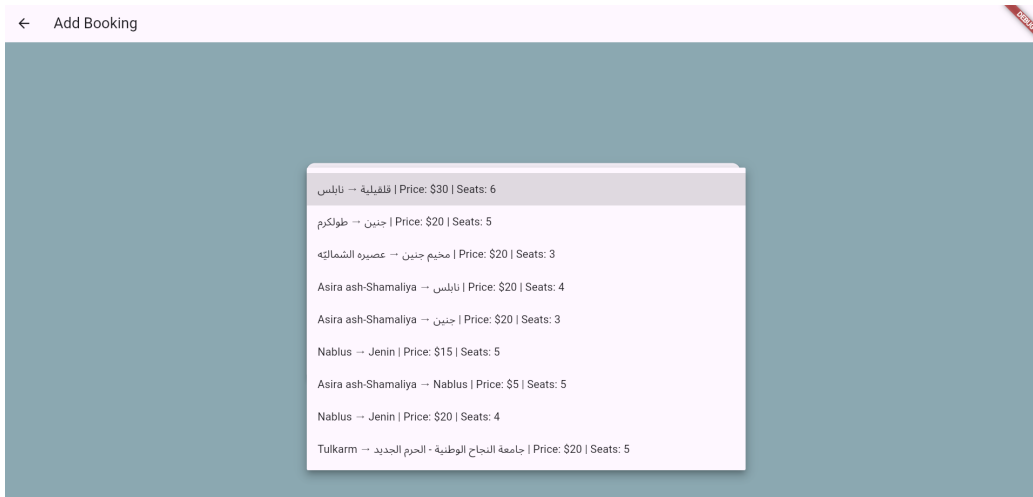 Add Booking
DEBUG
قلقيلية → نابلس | Price: $30 | Seats: 6
جنين → طولكرم | Price: $20 | Seats: 5
مخيم جنين → عصيره الشماليّه | Price: $20 | Seats: 3
Asira ash-Shamaliya → نابلس | Price: $20 | Seats: 4
Asira ash-Shamaliya → جنين | Price: $20 | Seats: 3
Nablus → Jenin | Price: $15 | Seats: 5
Asira ash-Shamaliya → Nablus | Price: $5 | Seats: 5
Nablus → Jenin | Price: $20 | Seats: 4
Tulkarm → جامعة النجاح الوطنية - الحرم الجديد | Price: $20 | Seats: 5